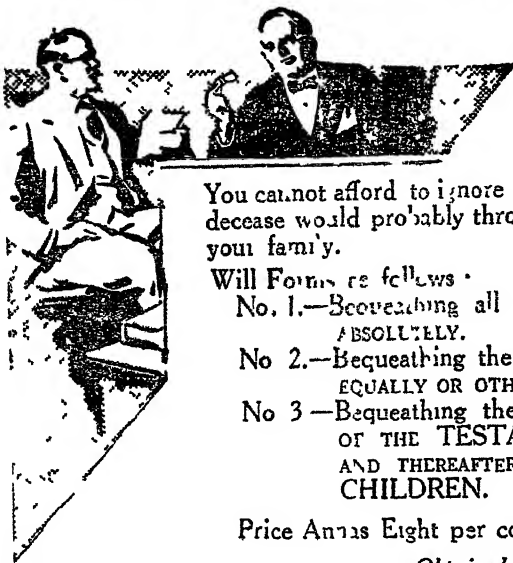 You cannot afford to ignore
decease would probably thro
your family.
Will Forms as follows
No. 1.—Bequeathing all
ABSOLUTELY.
No 2.—Bequeathing the
EQUALLY OR OTH
No 3—Bequeathing the
OF THE TESTA
AND THEREAFTER
CHILDREN.
Price Annas Eight per co